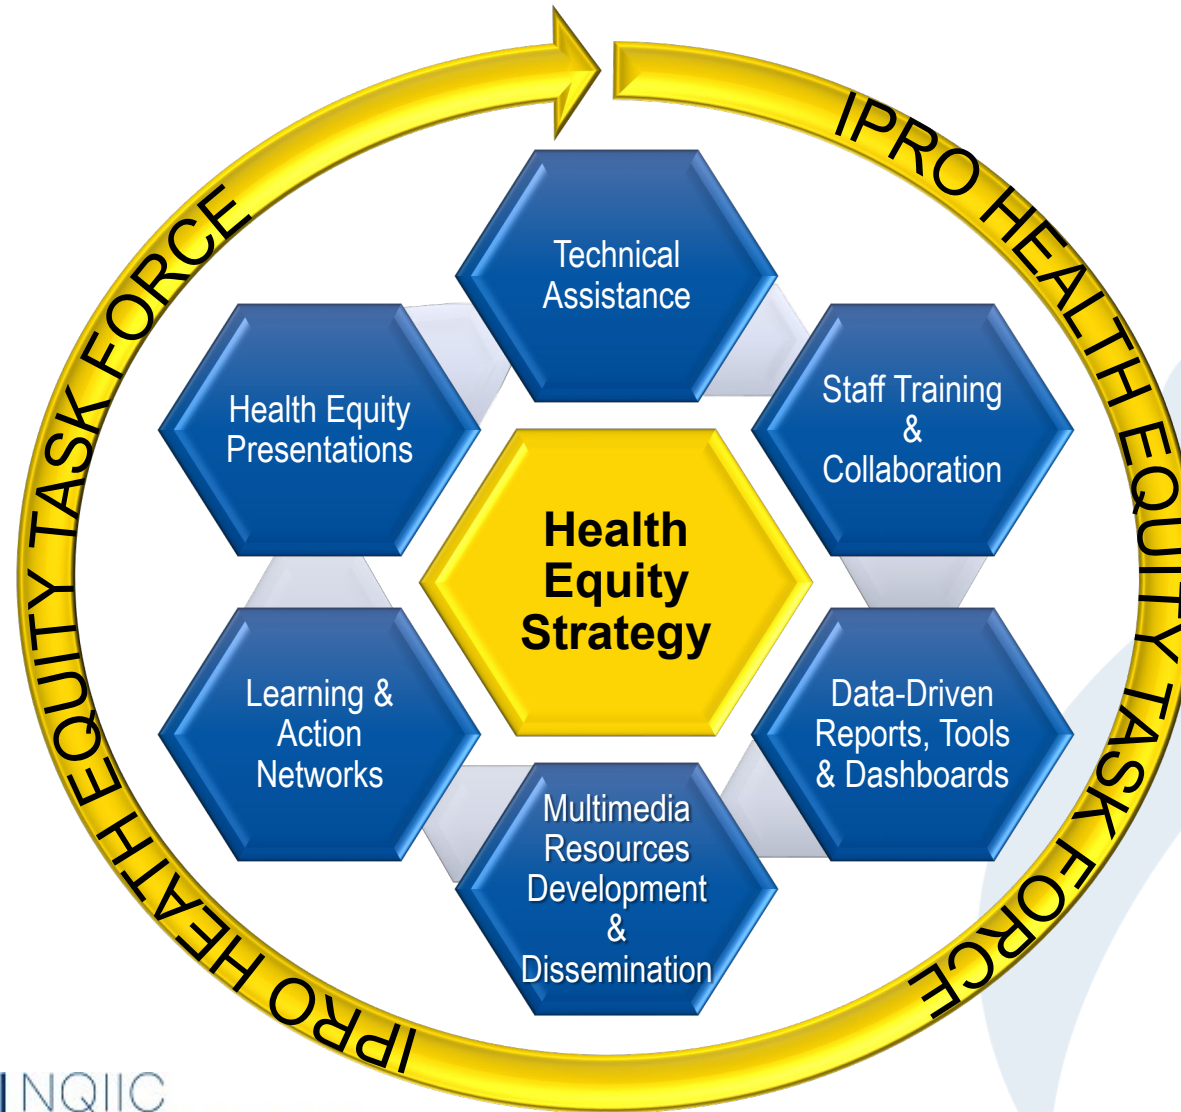 IPRO HEALTH EQUITY TASK FORCE
IPRO HEATH EQUITY TASK FORCE
Technical
Assistance
Staff Training
&
Collaboration
Data-Driven
Reports, Tools
& Dashboards
Multimedia
Resources
Development
&
Dissemination
Learning &
Action
Networks
Health Equity
Presentations
Health
Equity
Strategy
NQIIC